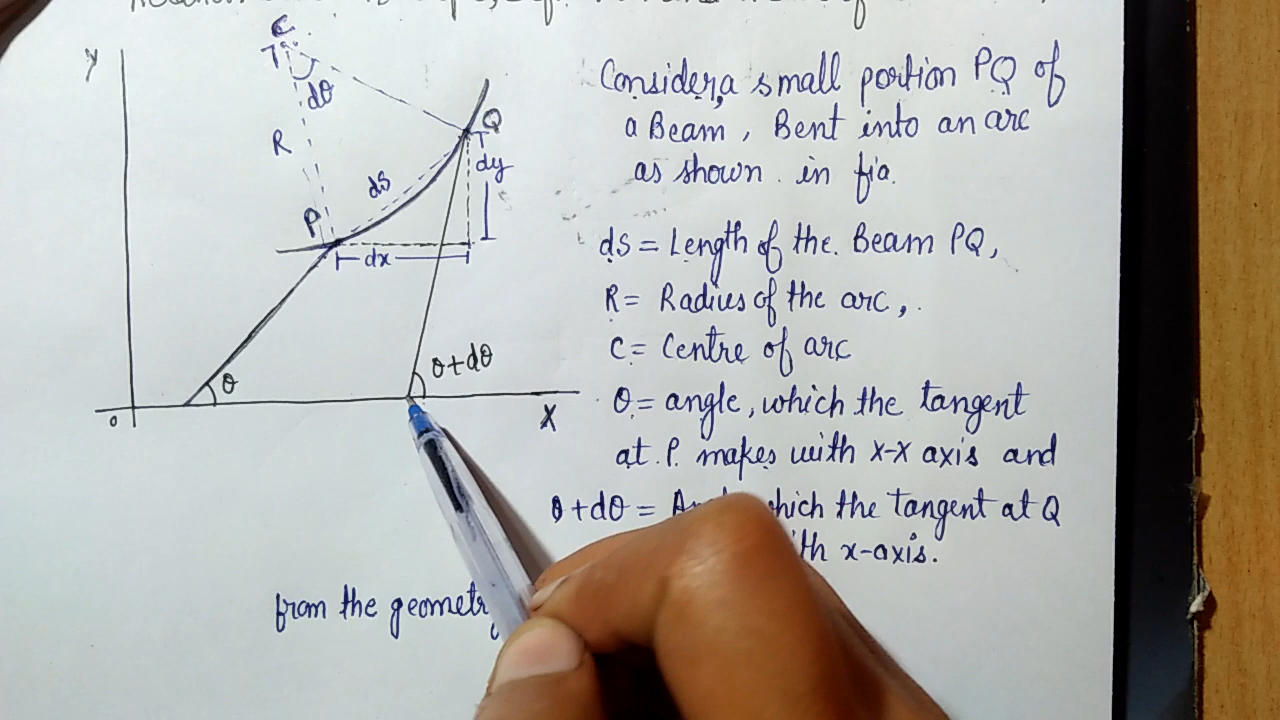 y
C
dθ
R
Q
dy
ds
P
dx
θ
θ+dθ
o
X
Consider, a small portion PQ of
a Beam, Bent into an arc
as shown. in fig.
ds = Length of the. Beam PQ,
R = Radius of the arc,.
C = Centre of arc
θ = angle, which the tangent
at P. makes with x-x axis and
θ+dθ = which the tangent at Q
x-axis.
from the